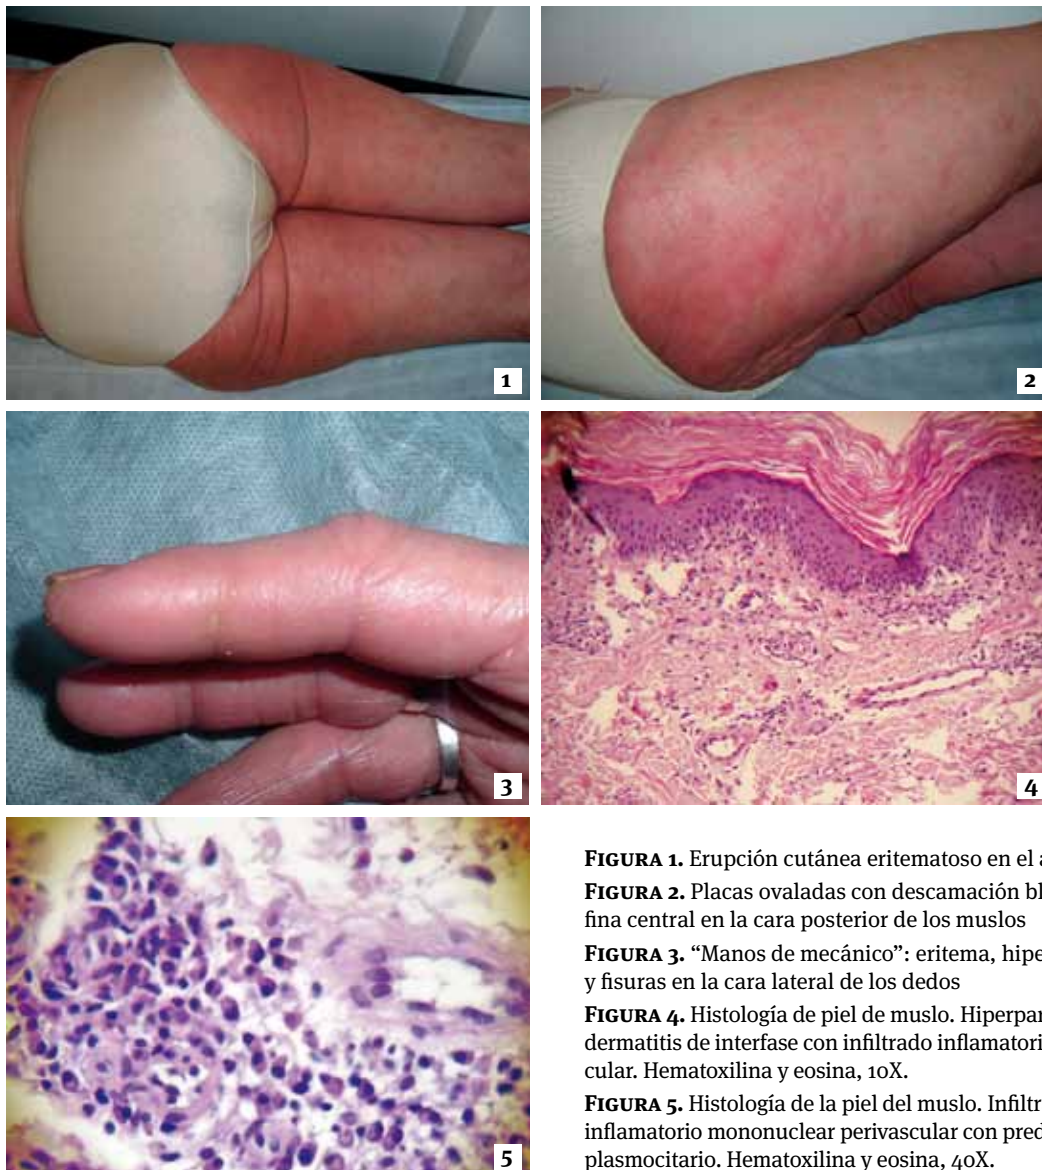 1
2
3
4
5
FIGURA 1. Erupción cutánea eritematoso en el a
FIGURA 2. Placas ovaladas con descamación bl
fina central en la cara posterior de los muslos
FIGURA 3. “Manos de mecánico”: eritema, hipe
y fisuras en la cara lateral de los dedos
FIGURA 4. Histología de piel de muslo. Hiperpar
dermatitis de interfase con infiltrado inflamatori
cular. Hematoxilina y eosina, 10X.
FIGURA 5. Histología de la piel del muslo. Infiltr
inflamatorio mononuclear perivascular con pred
plasmocitario. Hematoxilina y eosina, 40X.